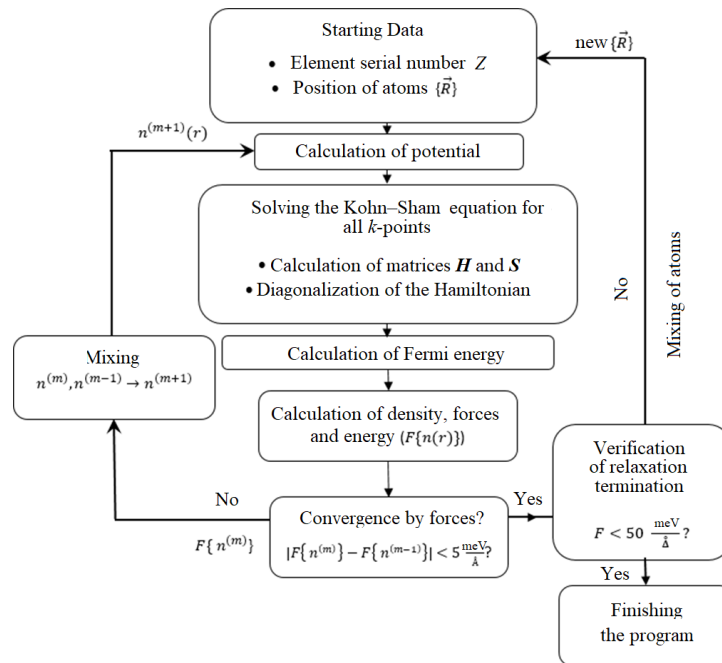 Starting Data
• Element serial number Z
• Position of atoms {R⃗}
new {R⃗}
n^(m+1)(r)
Calculation of potential
Solving the Kohn–Sham equation for
all k-points
• Calculation of matrices H and S
• Diagonalization of the Hamiltonian
No
Mixing of atoms
Mixing
n^(m), n^(m−1) → n^(m+1)
Calculation of Fermi energy
Calculation of density, forces
and energy (F{n(r)})
Verification
of relaxation
termination
F < 50 meV/Å ?
No
F{ n^(m)}
Convergence by forces?
|F{n^(m)} − F{n^(m−1)}| < 5 meV/Å ?
Yes
Yes
Finishing
the program